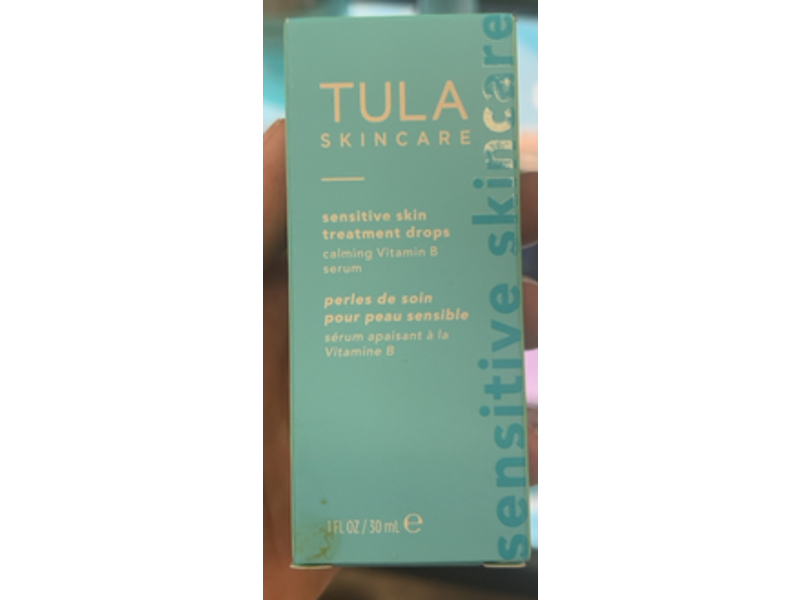 TULA
SKINCARE
sensitive skin
treatment drops
calming Vitamin B
serum
perles de soin
pour peau sensible
sérum apaisant à la
Vitamine B
1 FL OZ / 30 mL ℮
sensitive skincare